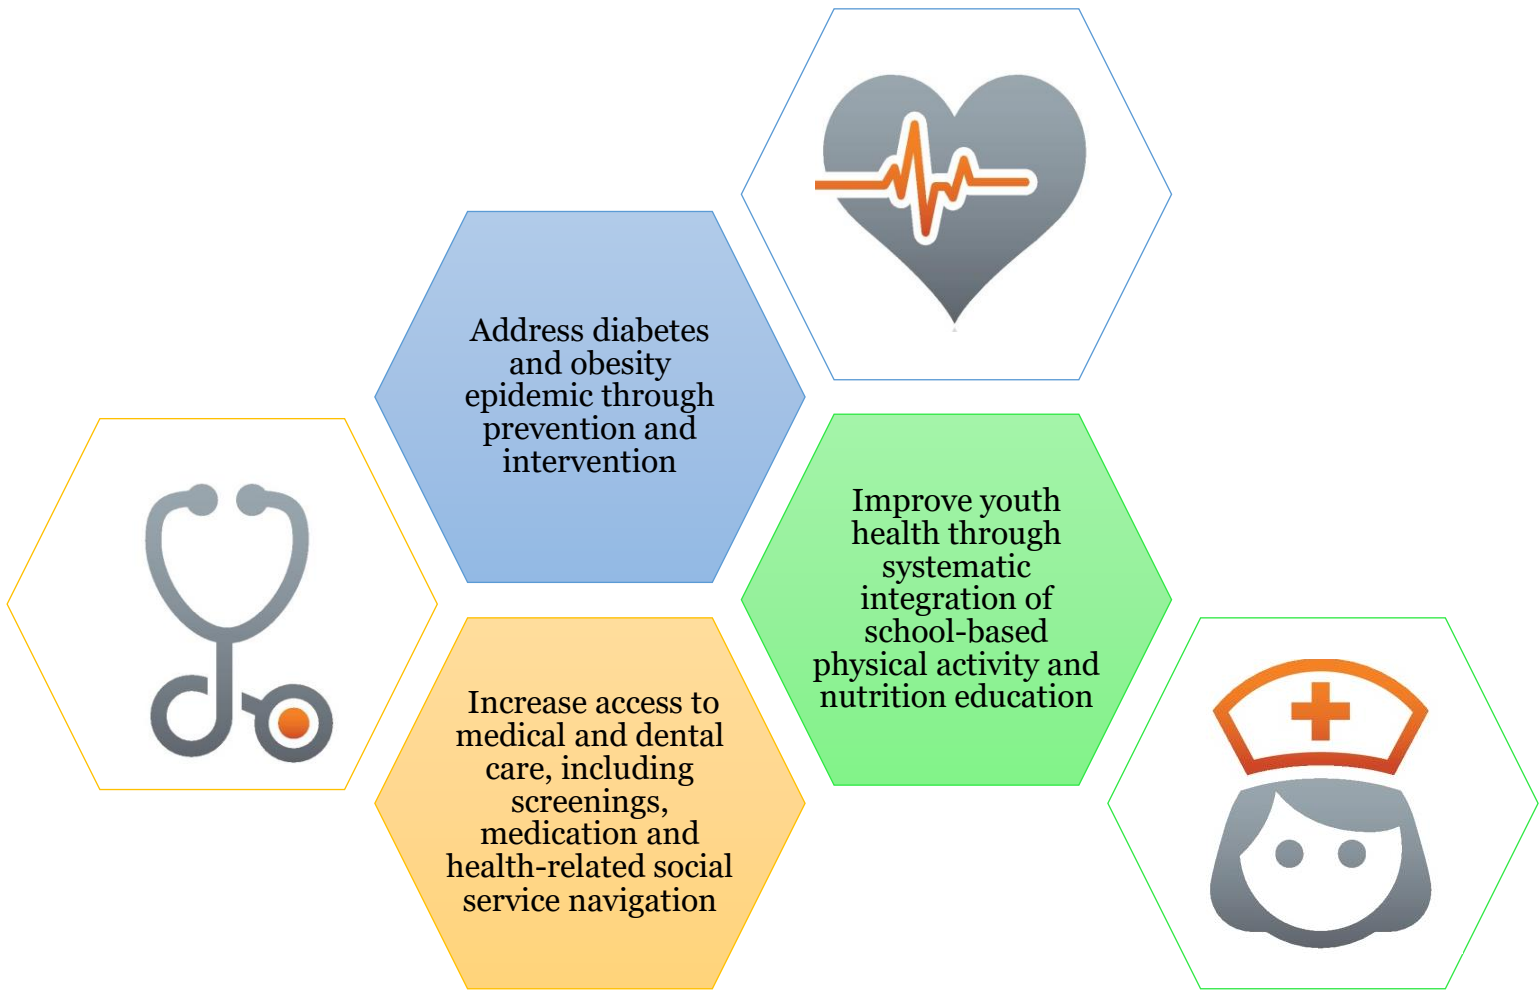 Address diabetes
and obesity
epidemic through
prevention and
intervention
Improve youth
health through
systematic
integration of
school-based
physical activity and
nutrition education
Increase access to
medical and dental
care, including
screenings,
medication and
health-related social
service navigation